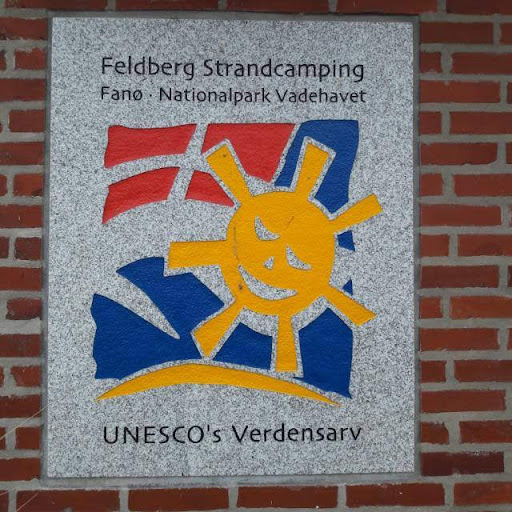 Feldberg Strandcamping
Fanø · Nationalpark Vadehavet
UNESCO's Verdensarv